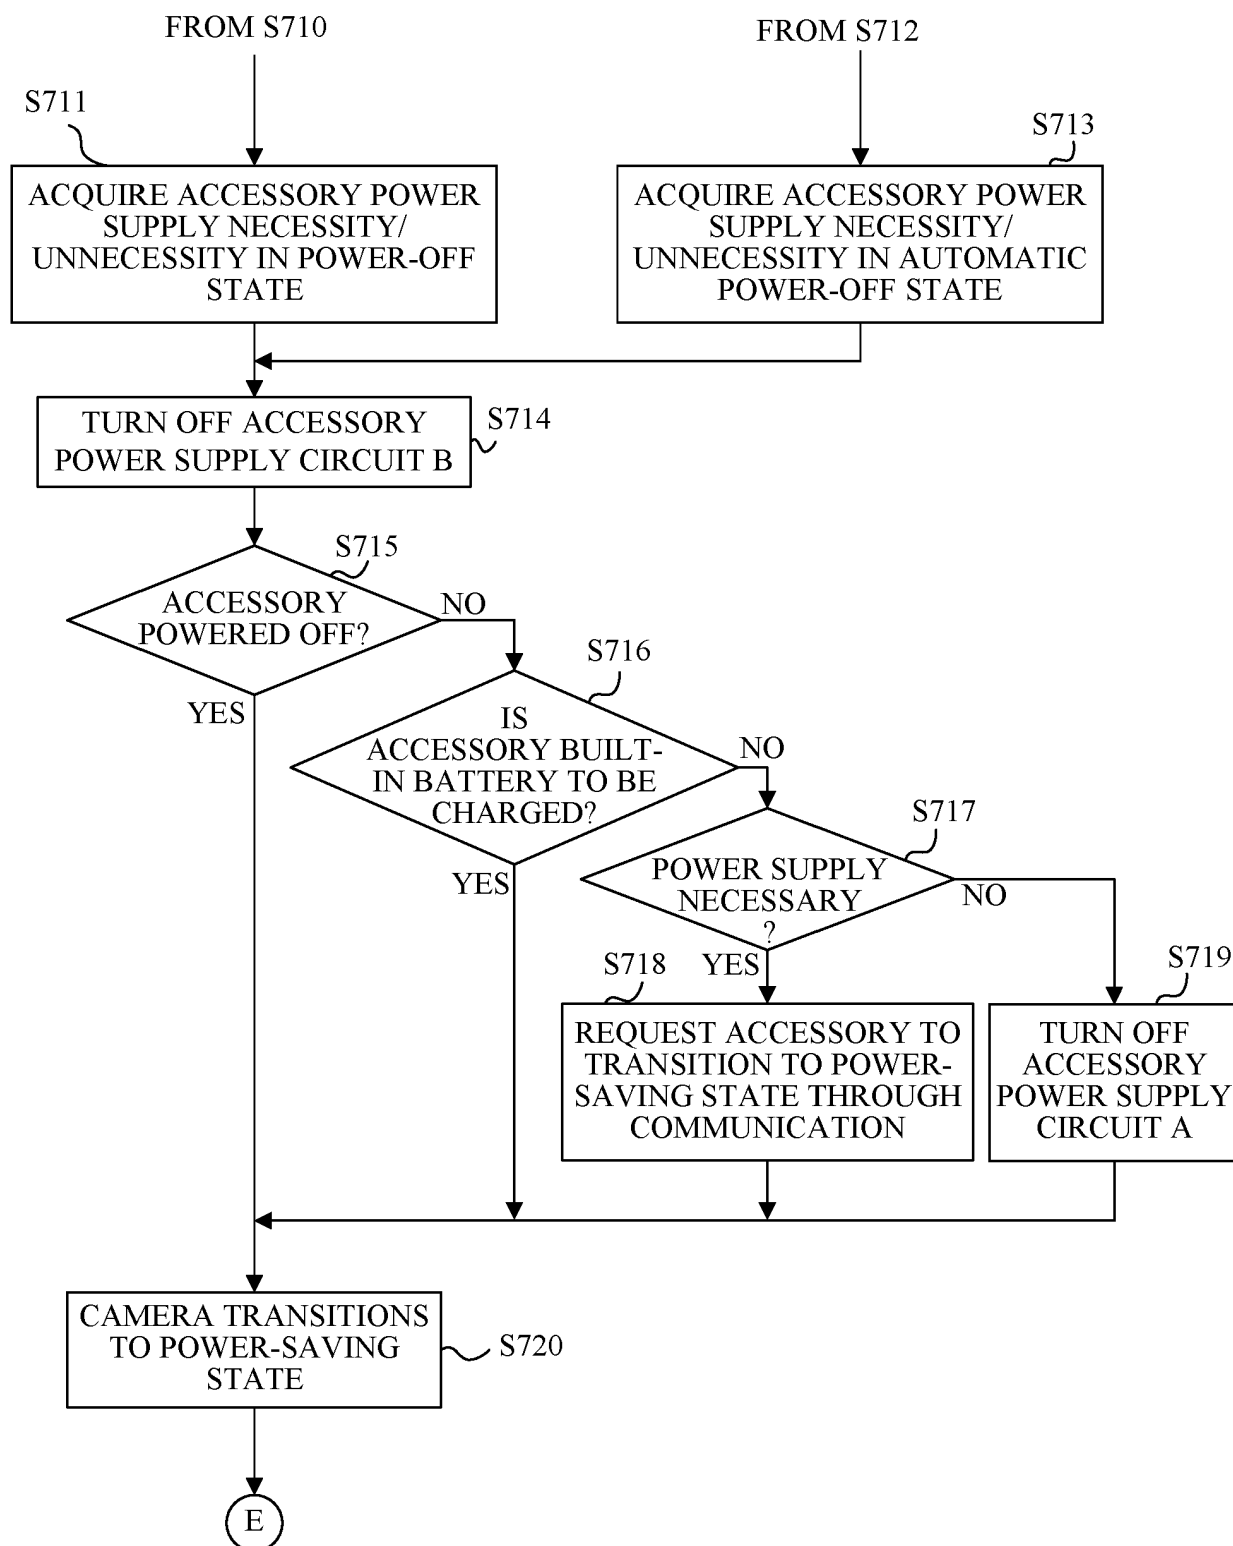 FROM S710
FROM S712
S711
S713
ACQUIRE ACCESSORY POWER
SUPPLY NECESSITY/
UNNECESSITY IN POWER-OFF
STATE
ACQUIRE ACCESSORY POWER
SUPPLY NECESSITY/
UNNECESSITY IN AUTOMATIC
POWER-OFF STATE
TURN OFF ACCESSORY
POWER SUPPLY CIRCUIT B
S714
S715
ACCESSORY
POWERED OFF?
NO
YES
S716
IS
ACCESSORY BUILT-
IN BATTERY TO BE
CHARGED?
NO
YES
S717
POWER SUPPLY
NECESSARY
?
NO
YES
S718
S719
REQUEST ACCESSORY TO
TRANSITION TO POWER-
SAVING STATE THROUGH
COMMUNICATION
TURN OFF
ACCESSORY
POWER SUPPLY
CIRCUIT A
CAMERA TRANSITIONS
TO POWER-SAVING
STATE
S720
E